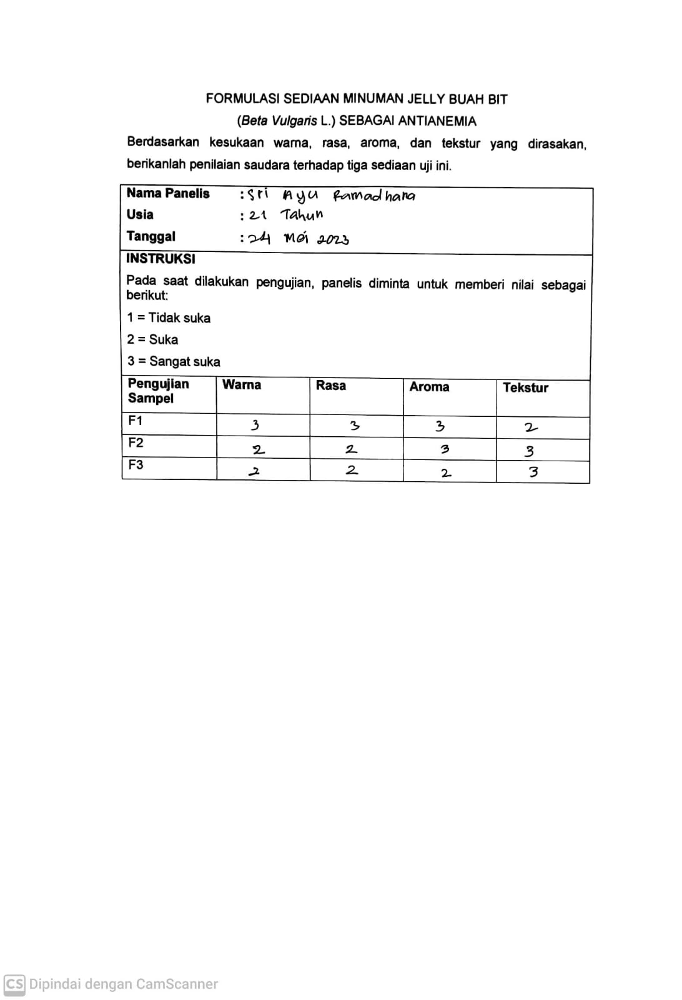 FORMULASI SEDIAAN MINUMAN JELLY BUAH BIT
(Beta Vulgaris L.) SEBAGAI ANTIANEMIA
Berdasarkan kesukaan warna, rasa, aroma, dan tekstur yang dirasakan,
berikanlah penilaian saudara terhadap tiga sediaan uji ini.
Nama Panelis : Sri Ayu Ramadhana
Usia : 21 Tahun
Tanggal : 24 Mei 2023
INSTRUKSI
Pada saat dilakukan pengujian, panelis diminta untuk memberi nilai sebagai
berikut:
1 = Tidak suka
2 = Suka
3 = Sangat suka
Pengujian Warna Rasa Aroma Tekstur
Sampel
F1 3 3 3 2
F2 2 2 3 3
F3 2 2 2 3
CS Dipindai dengan CamScanner